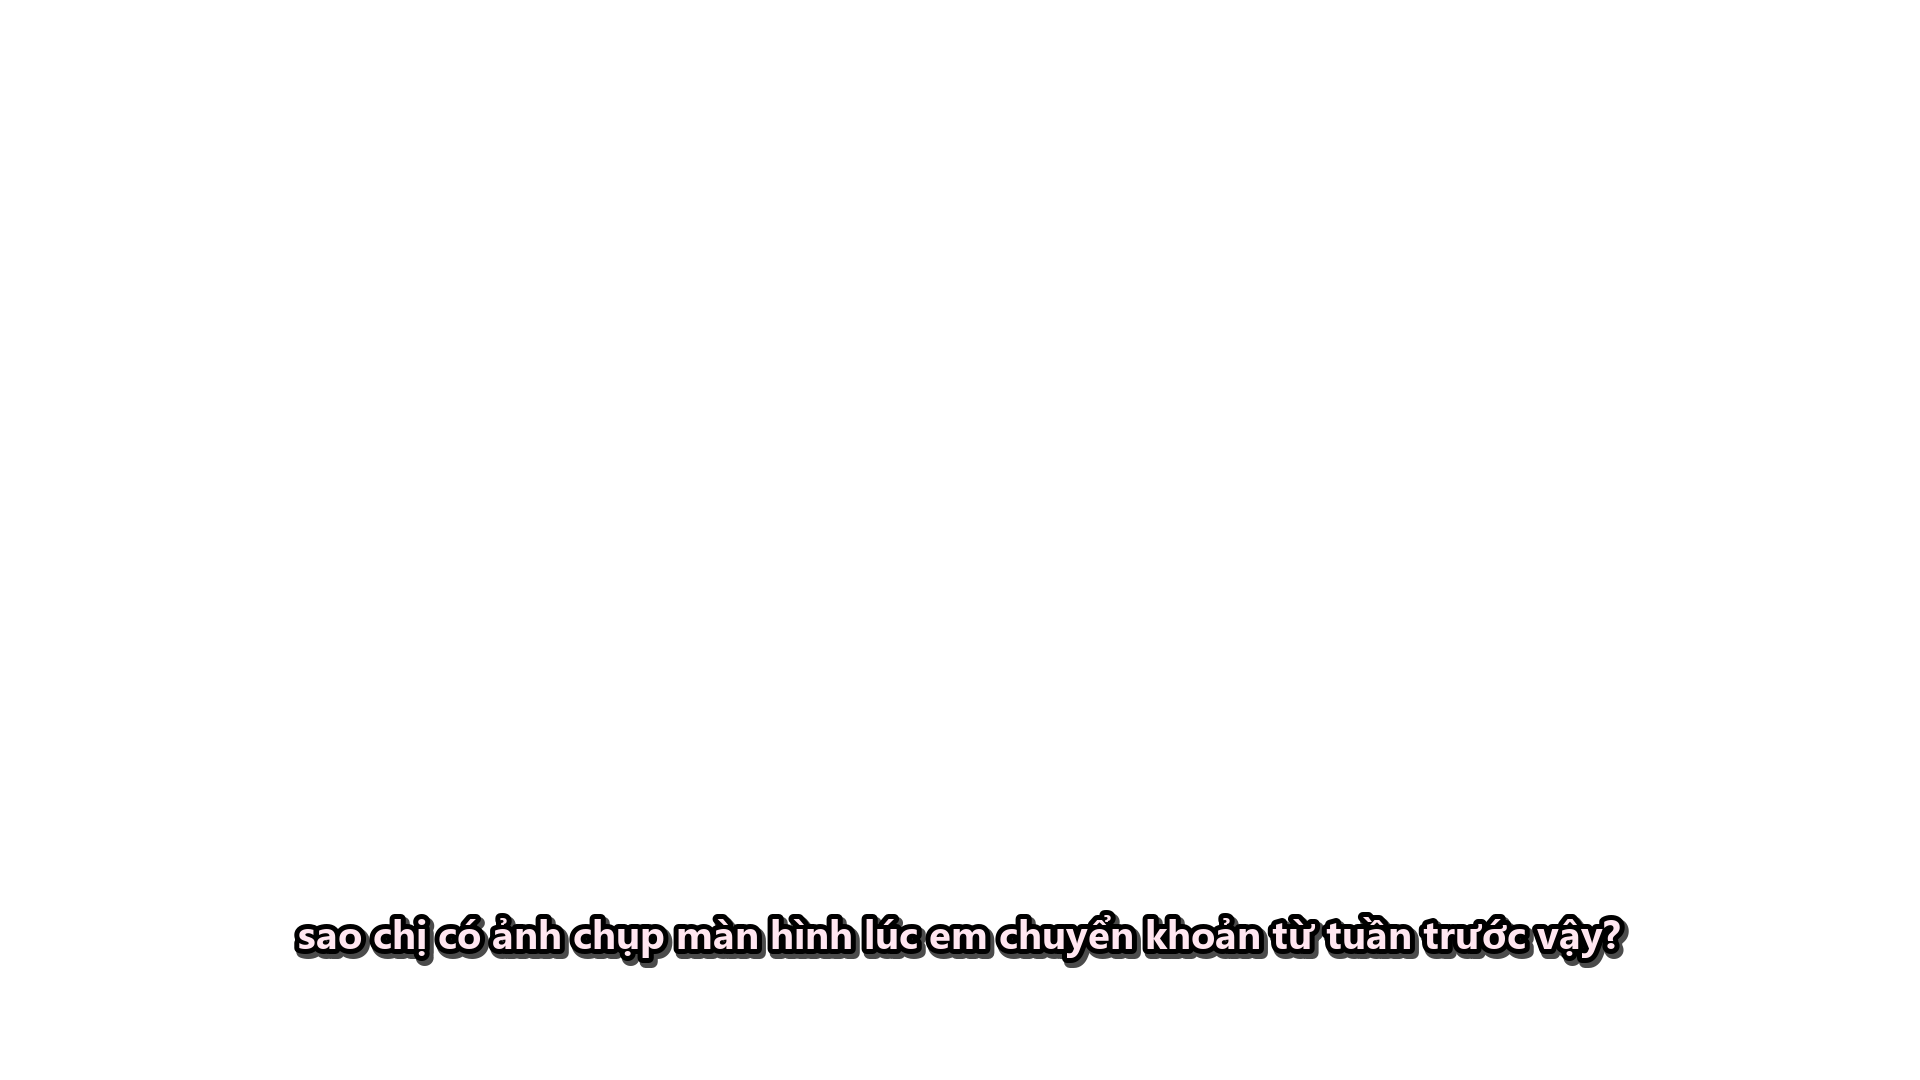 sao chị có ảnh chụp màn hình lúc em chuyển khoản từ tuần trước vậy?